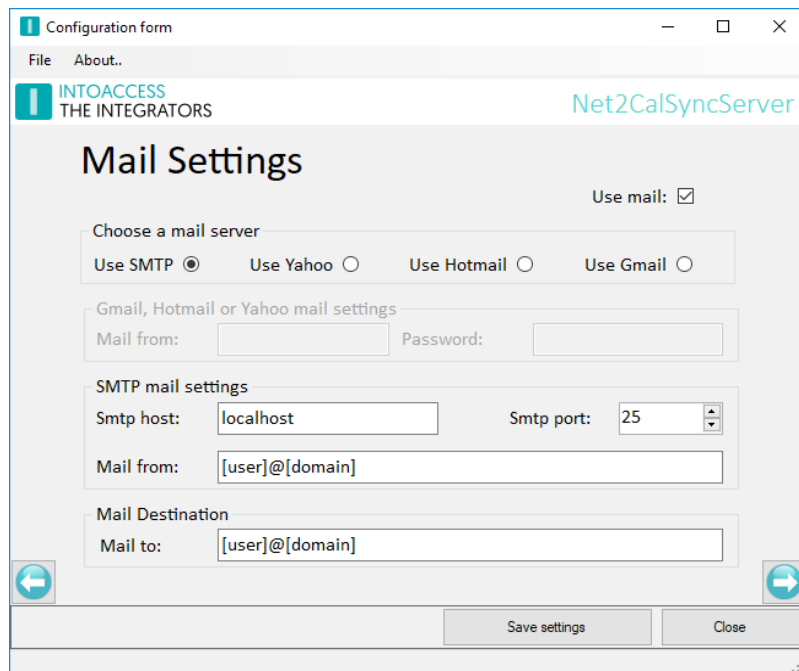 Configuration form
File About..
INTOACCESS
THE INTEGRATORS
Net2CalSyncServer
Mail Settings
Use mail:
Choose a mail server
Use SMTP Use Yahoo Use Hotmail Use Gmail
Gmail, Hotmail or Yahoo mail settings
Mail from: Password:
SMTP mail settings
Smtp host: localhost Smtp port: 25
Mail from: [user]@[domain]
Mail Destination
Mail to: [user]@[domain]
Save settings Close